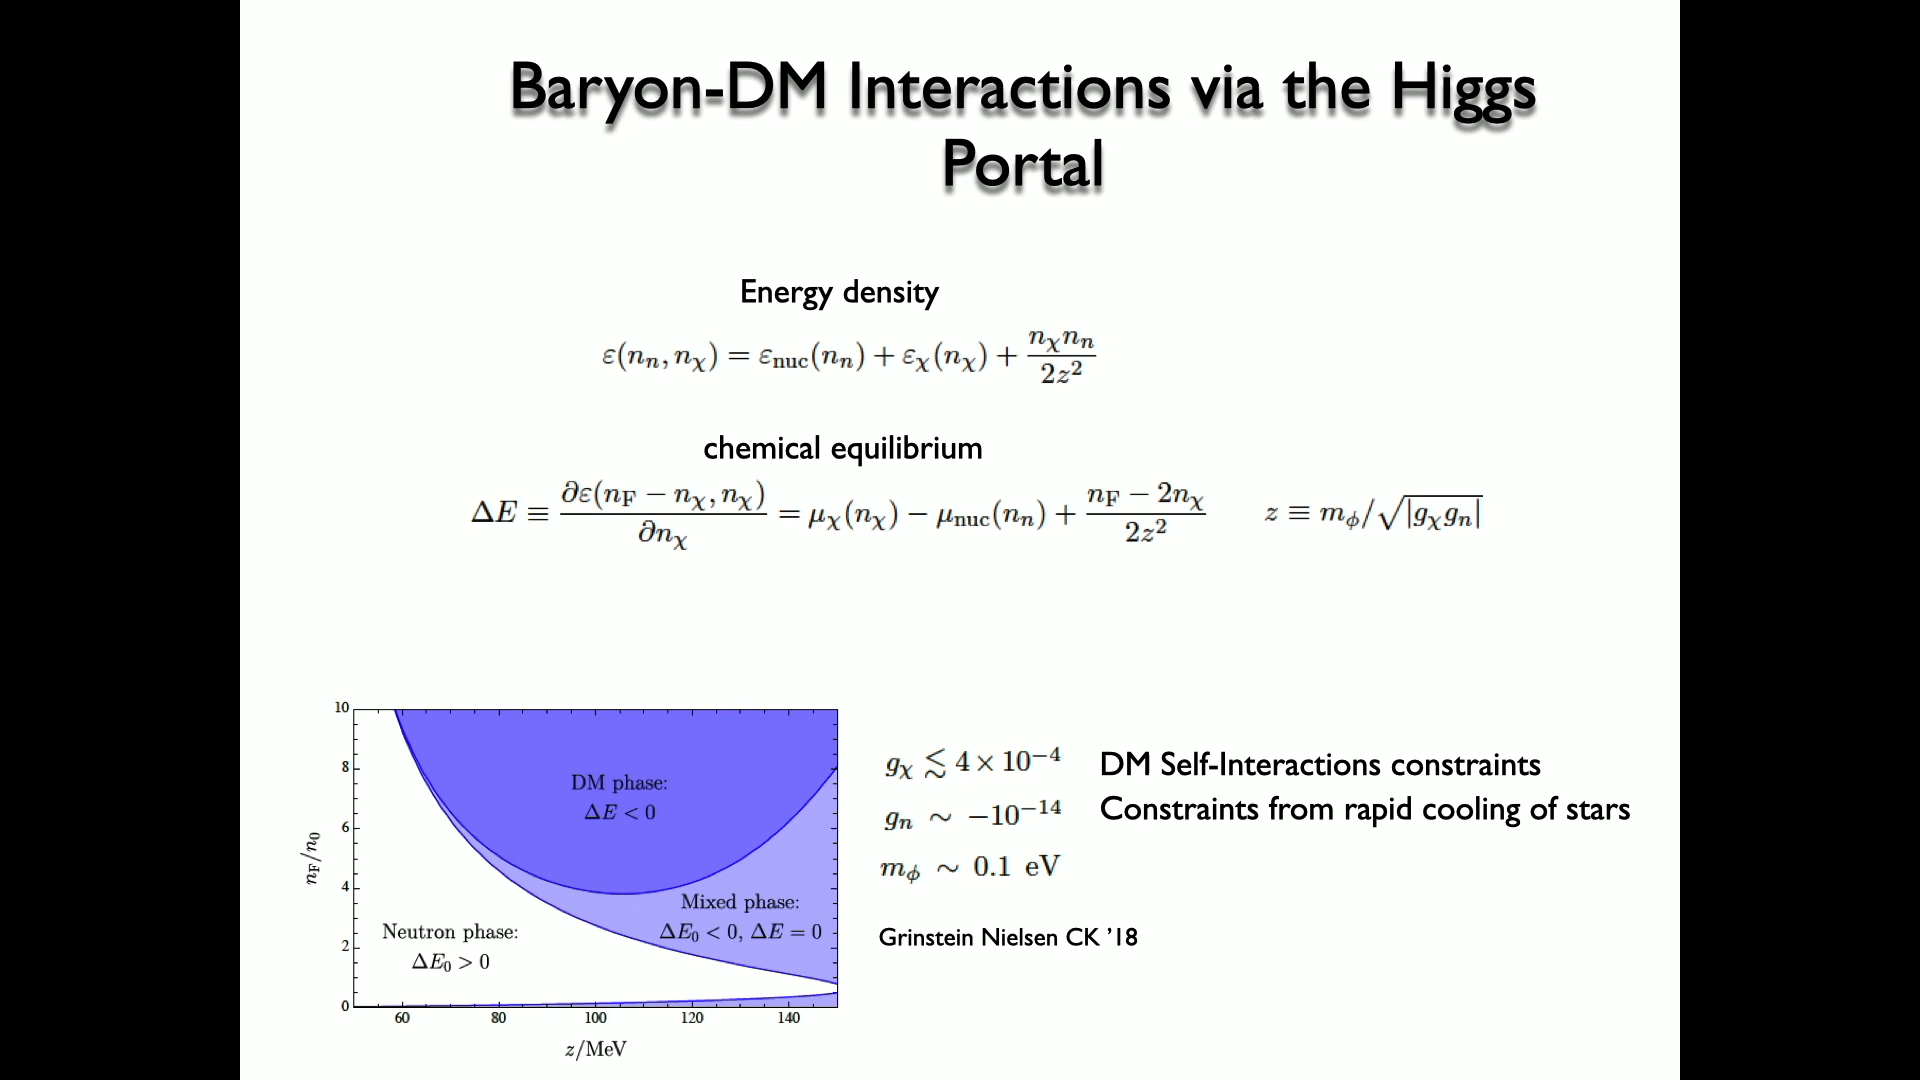 Baryon-DM Interactions via the Higgs
Portal
Energy density
ε(n_n, n_χ) = ε_nuc(n_n) + ε_χ(n_χ) + n_χ n_n / 2z²
chemical equilibrium
ΔE ≡ ∂ε(n_F − n_χ, n_χ) / ∂n_χ = μ_χ(n_χ) − μ_nuc(n_n) + (n_F − 2n_χ) / 2z²   z ≡ m_ϕ/√|g_χ g_n|
10
8
6
4
2
0
n_F/n_0
DM phase:
ΔE < 0
Mixed phase:
ΔE_0 < 0, ΔE = 0
Neutron phase:
ΔE_0 > 0
60 80 100 120 140
z/MeV
g_χ ≲ 4 × 10⁻⁴ DM Self-Interactions constraints
g_n ∼ −10⁻¹⁴ Constraints from rapid cooling of stars
m_ϕ ∼ 0.1 eV
Grinstein Nielsen CK ’18